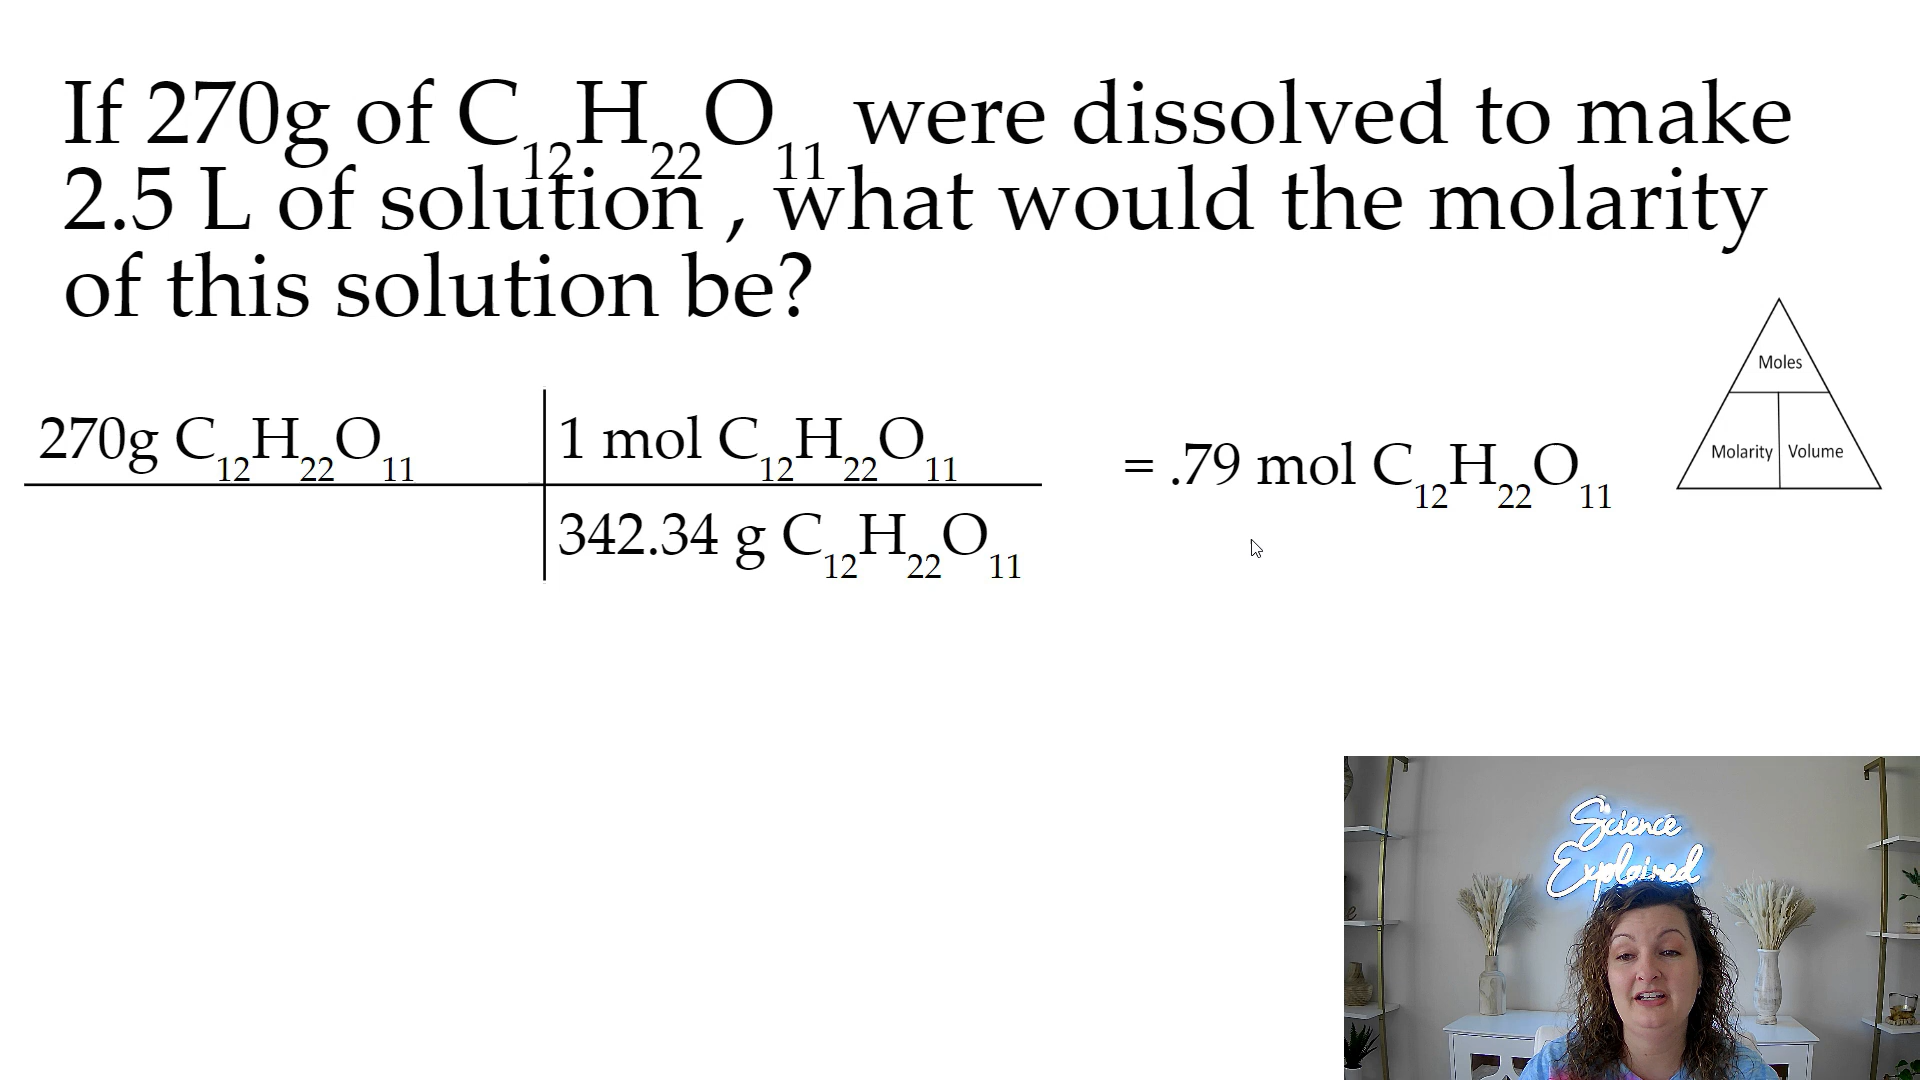 If 270g of C₁₂H₂₂O₁₁ were dissolved to make
2.5 L of solution , what would the molarity
of this solution be?
270g C₁₂H₂₂O₁₁
1 mol C₁₂H₂₂O₁₁
342.34 g C₁₂H₂₂O₁₁
= .79 mol C₁₂H₂₂O₁₁
Moles
Molarity
Volume
Science
Explained